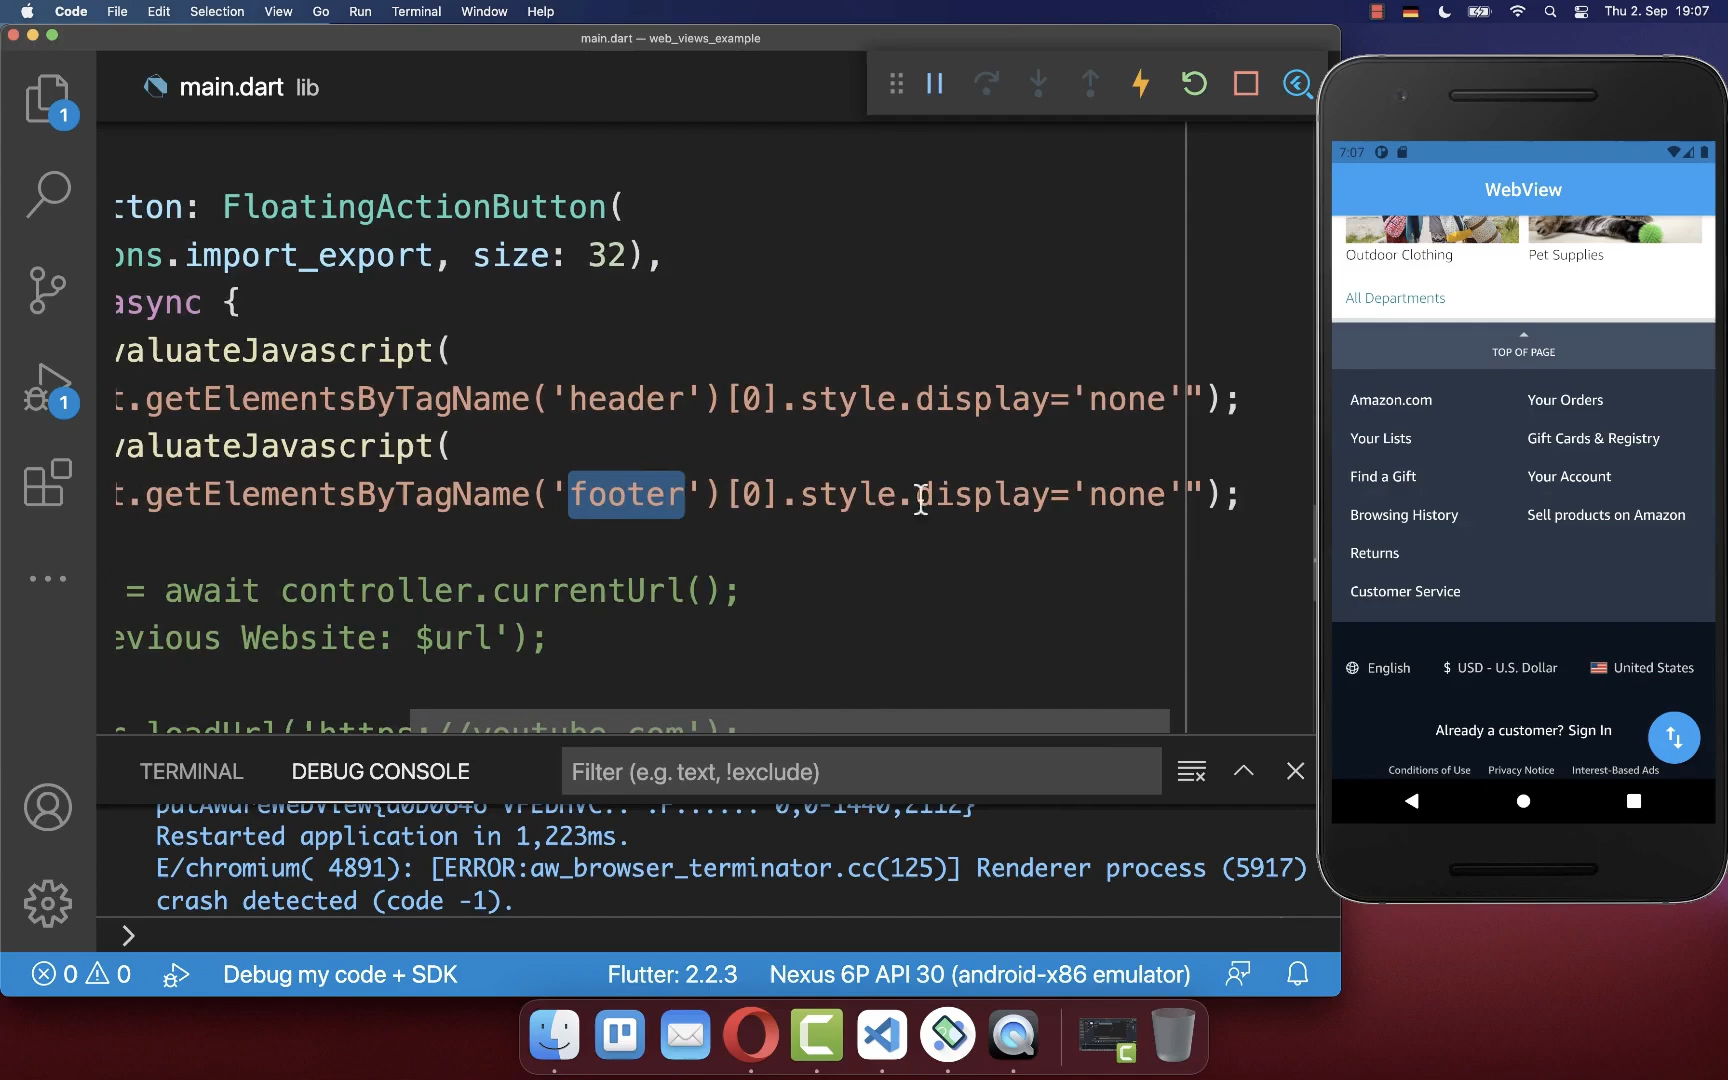 Code File Edit Selection View Go Run Terminal Window Help
Thu 2. Sep 19:07
main.dart — web_views_example
main.dart lib
1
1
tton: FloatingActionButton(
ons.import_export, size: 32),
async {
valuateJavascript(
t.getElementsByTagName('header')[0].style.display='none'");
valuateJavascript(
t.getElementsByTagName('footer')[0].style.display='none'");
= await controller.currentUrl();
evious Website: $url');
loadUrl('https://youtube.com');
TERMINAL DEBUG CONSOLE
Filter (e.g. text, !exclude)
Restarted application in 1,223ms.
E/chromium( 4891): [ERROR:aw_browser_terminator.cc(125)] Renderer process (5917)
crash detected (code -1).
0 0 Debug my code + SDK
Flutter: 2.2.3 Nexus 6P API 30 (android-x86 emulator)
7:07
WebView
Outdoor Clothing Pet Supplies
All Departments
TOP OF PAGE
Amazon.com Your Orders
Your Lists Gift Cards & Registry
Find a Gift Your Account
Browsing History Sell products on Amazon
Returns
Customer Service
English $ USD - U.S. Dollar United States
Already a customer? Sign In
Conditions of Use Privacy Notice Interest-Based Ads